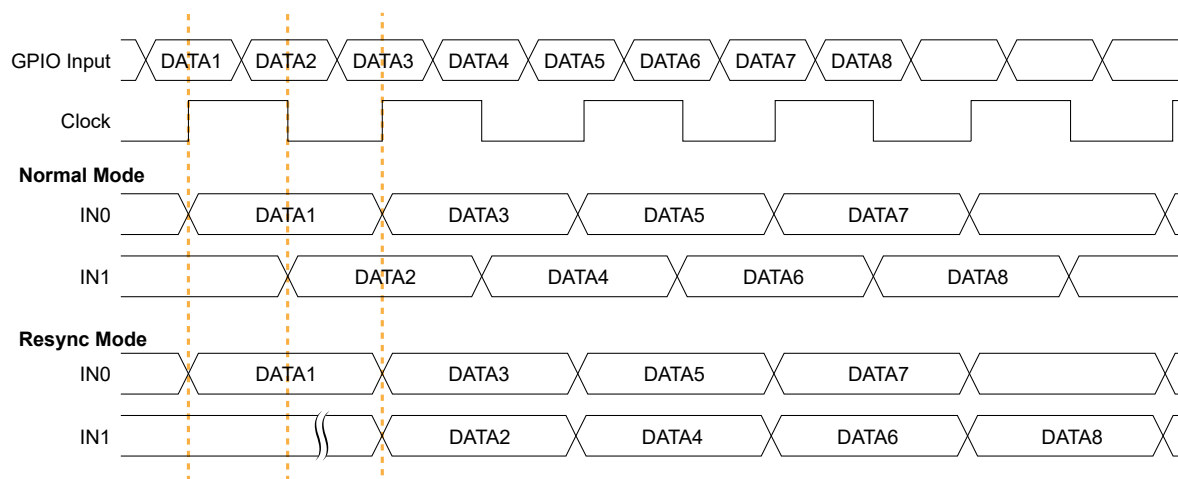 GPIO Input DATA1 DATA2 DATA3 DATA4 DATA5 DATA6 DATA7 DATA8
Clock
Normal Mode
IN0 DATA1 DATA3 DATA5 DATA7
IN1 DATA2 DATA4 DATA6 DATA8
Resync Mode
IN0 DATA1 DATA3 DATA5 DATA7
IN1 DATA2 DATA4 DATA6 DATA8